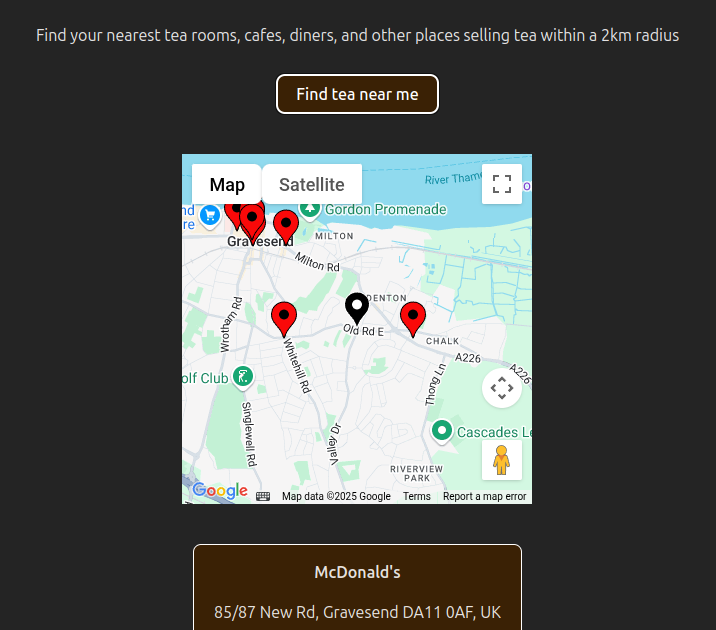 Find your nearest tea rooms, cafes, diners, and other places selling tea within a 2km radius
Find tea near me
Map
Satellite
River Thame
Gordon Promenade
nd
re
Gravesend
MILTON
Milton Rd
DENTON
Old Rd E
CHALK
A226
A226
Wrotham Rd
Whitehill Rd
olf Club
Thong Ln
Singlewell Rd
Valley Dr
Cascades Le
RIVERVIEW
PARK
Google
Map data ©2025 Google
Terms
Report a map error
McDonald's
85/87 New Rd, Gravesend DA11 0AF, UK